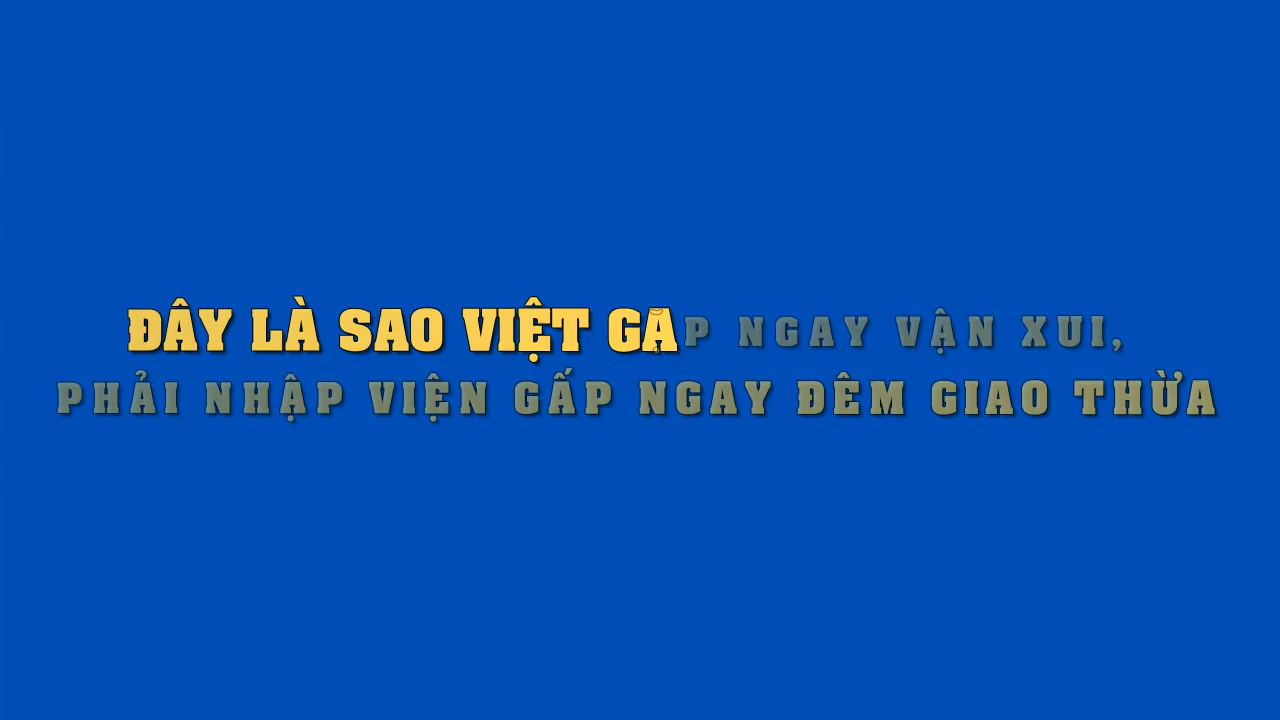 ĐÂY LÀ SAO VIỆT GẶP NGAY VẬN XUI,
PHẢI NHẬP VIỆN GẤP NGAY ĐÊM GIAO THỪA